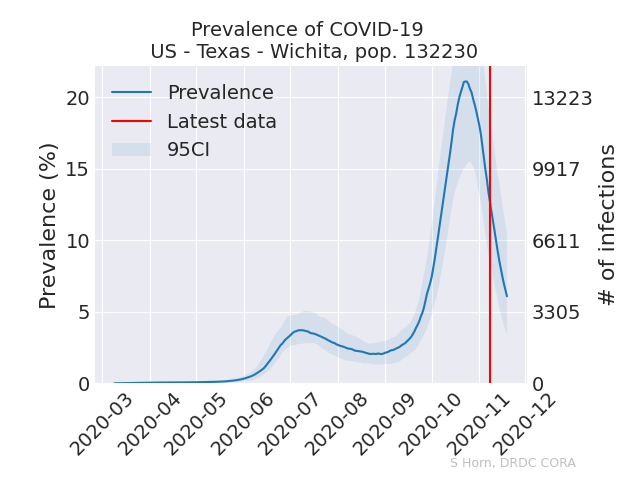 Prevalence of COVID-19
US - Texas - Wichita, pop. 132230
Prevalence
Latest data
95CI
Prevalence (%)
20
15
10
5
0
13223
9917
6611
3305
0
# of infections
2020-03
2020-04
2020-05
2020-06
2020-07
2020-08
2020-09
2020-10
2020-11
2020-12
S Horn, DRDC CORA